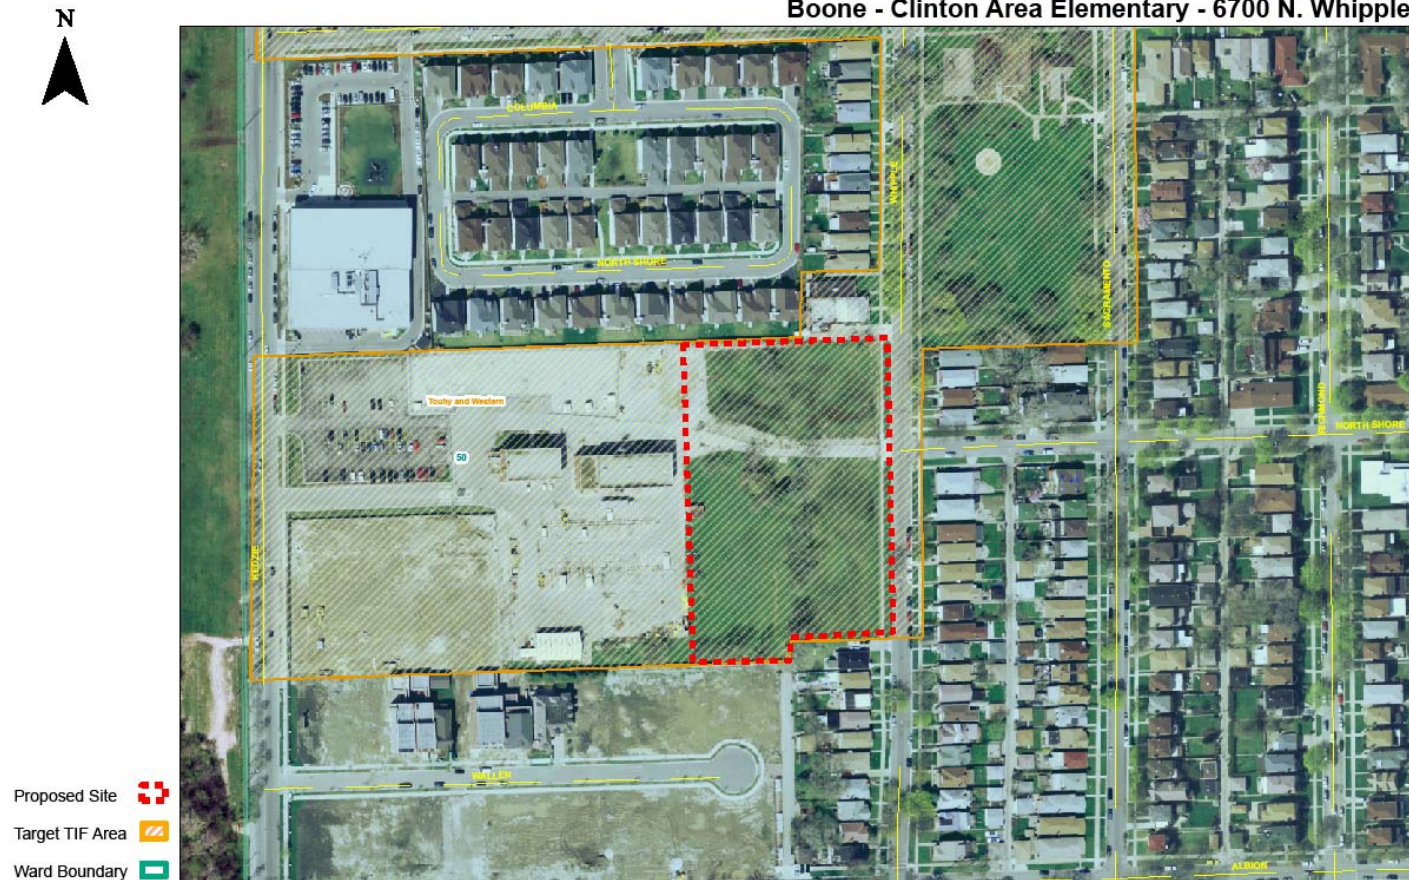 Boone - Clinton Area Elementary - 6700 N. Whipple
N
COLUMBIA
WHIPPLE
NORTH SHORE
SACRAMENTO
Touhy and Western
RICHMOND
NORTH SHORE
50
KEDZIE
WALLEN
Proposed Site
Target TIF Area
Ward Boundary
ALBION